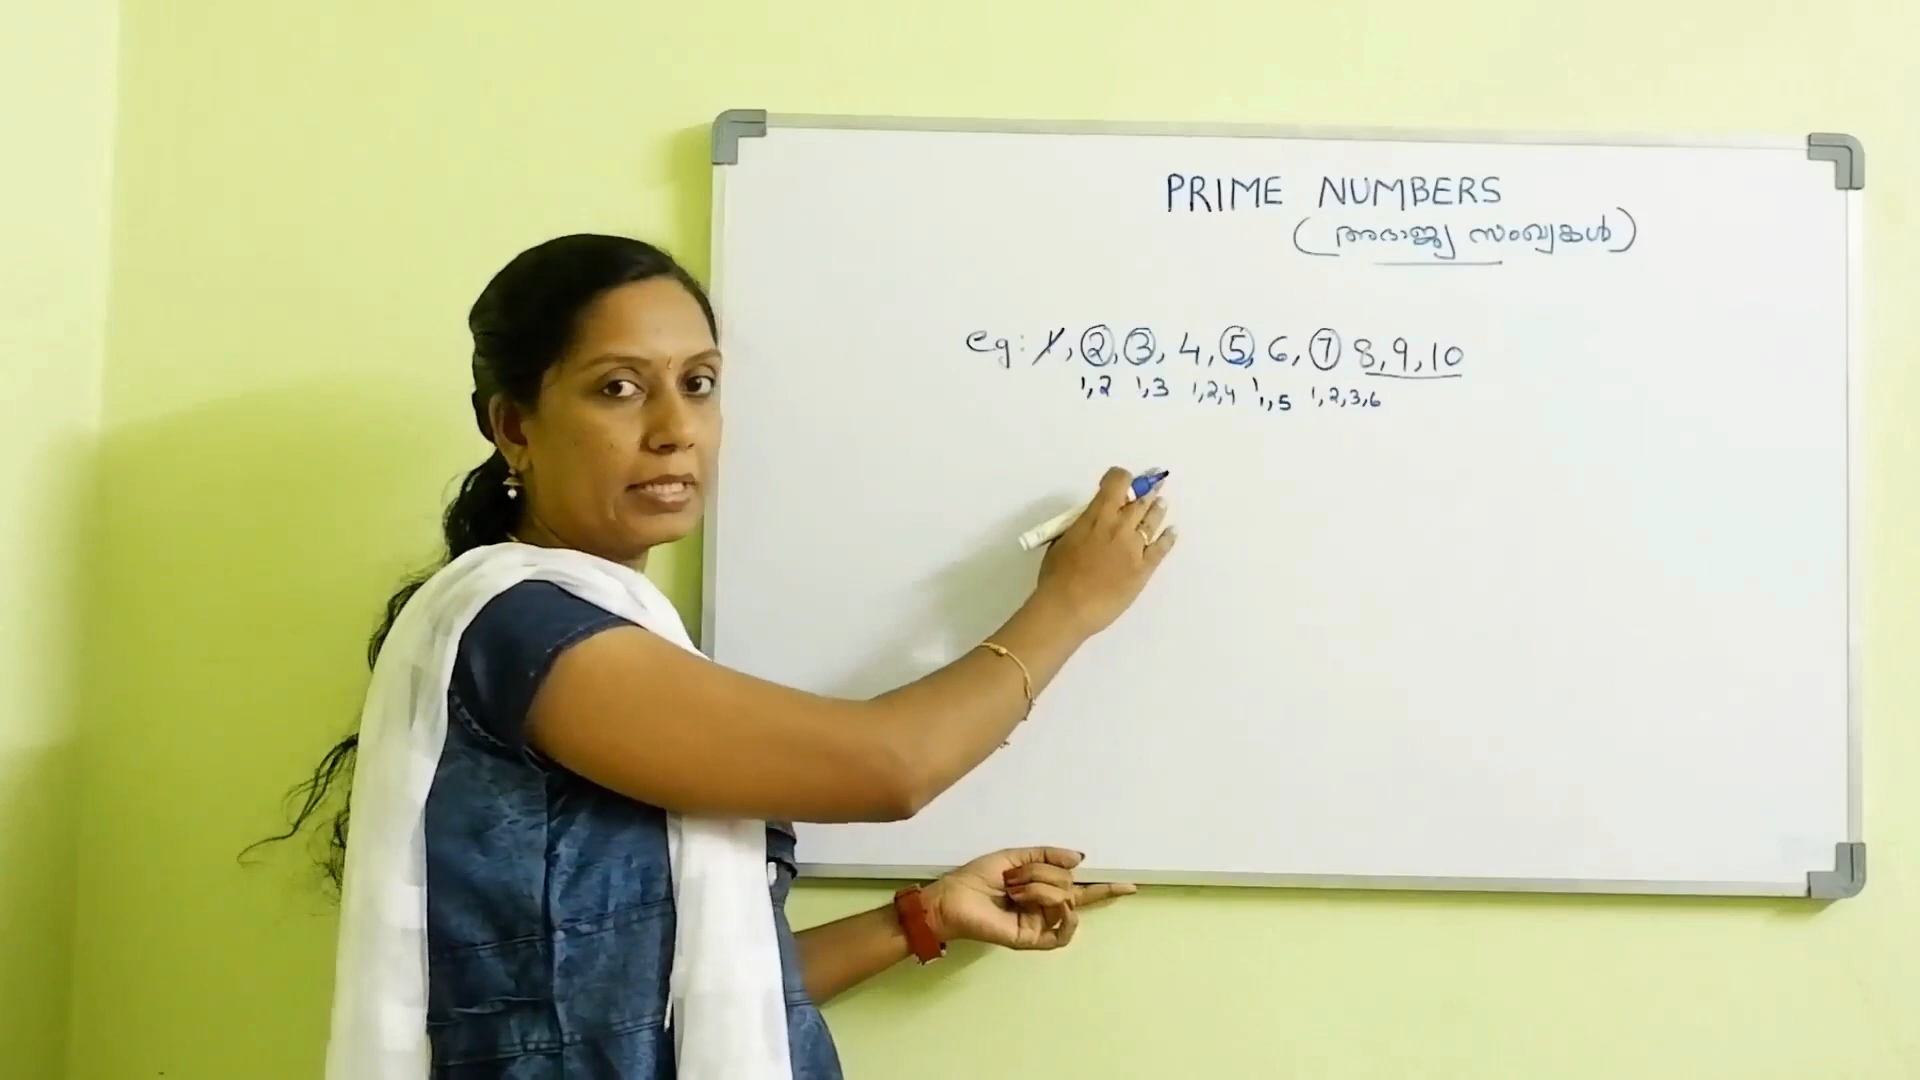 PRIME NUMBERS
(അഭാജ്യ സംഖ്യകൾ)
eg: 1, 2, 3, 4, 5, 6, 7 8, 9, 10
1,2 1,3 1,2,4 1,5 1,2,3,6